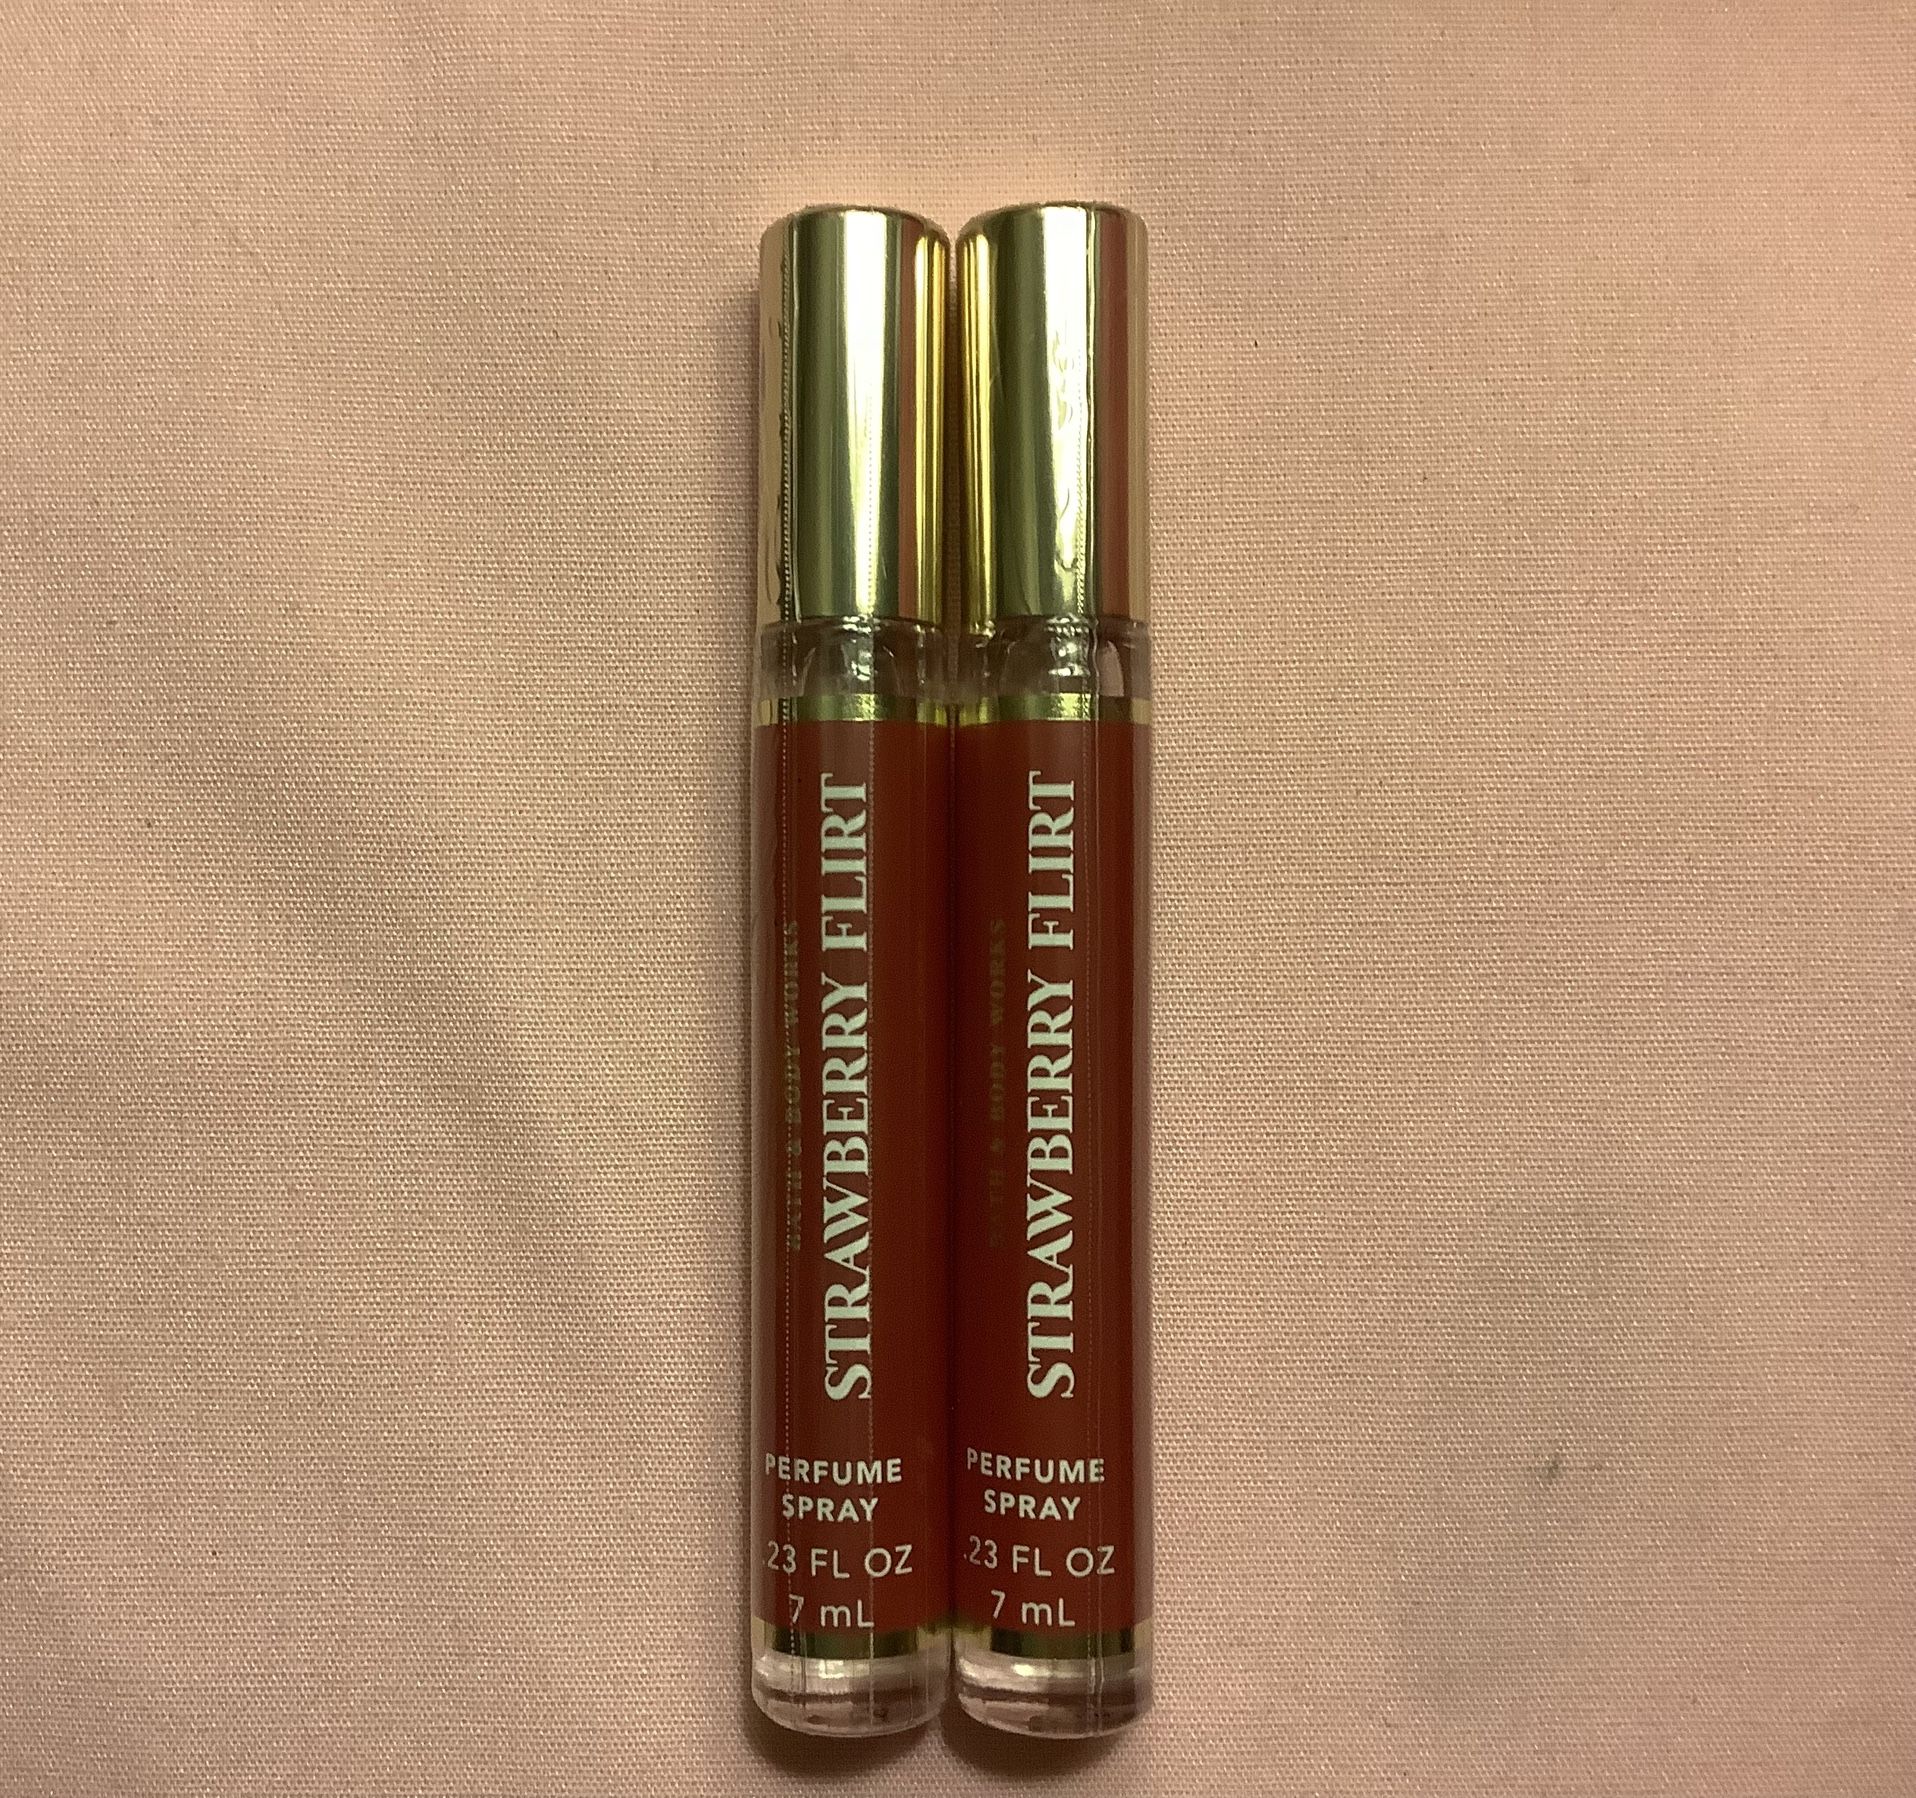 BATH & BODY WORKS
STRAWBERRY FLIRT
PERFUME
SPRAY
.23 FL OZ
7 mL
BATH & BODY WORKS
STRAWBERRY FLIRT
PERFUME
SPRAY
.23 FL OZ
7 mL